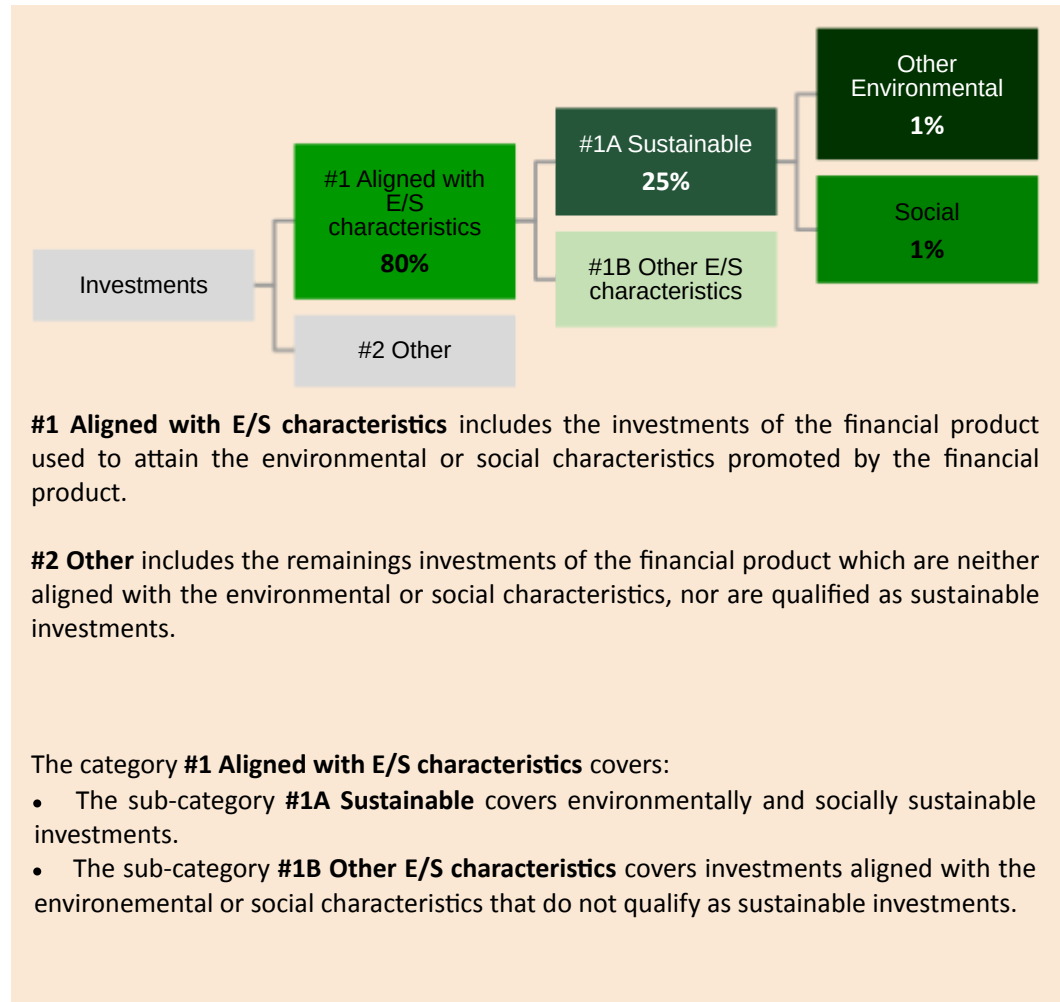 Other
Environmental
1%
#1A Sustainable
25%
#1 Aligned with
E/S
characteristics
80%
Social
1%
#1B Other E/S
characteristics
Investments
#2 Other
#1 Aligned with E/S characteristics includes the investments of the financial product
used to attain the environmental or social characteristics promoted by the financial
product.
#2 Other includes the remainings investments of the financial product which are neither
aligned with the environmental or social characteristics, nor are qualified as sustainable
investments.
The category #1 Aligned with E/S characteristics covers:
• The sub-category #1A Sustainable covers environmentally and socially sustainable
investments.
• The sub-category #1B Other E/S characteristics covers investments aligned with the
environemental or social characteristics that do not qualify as sustainable investments.